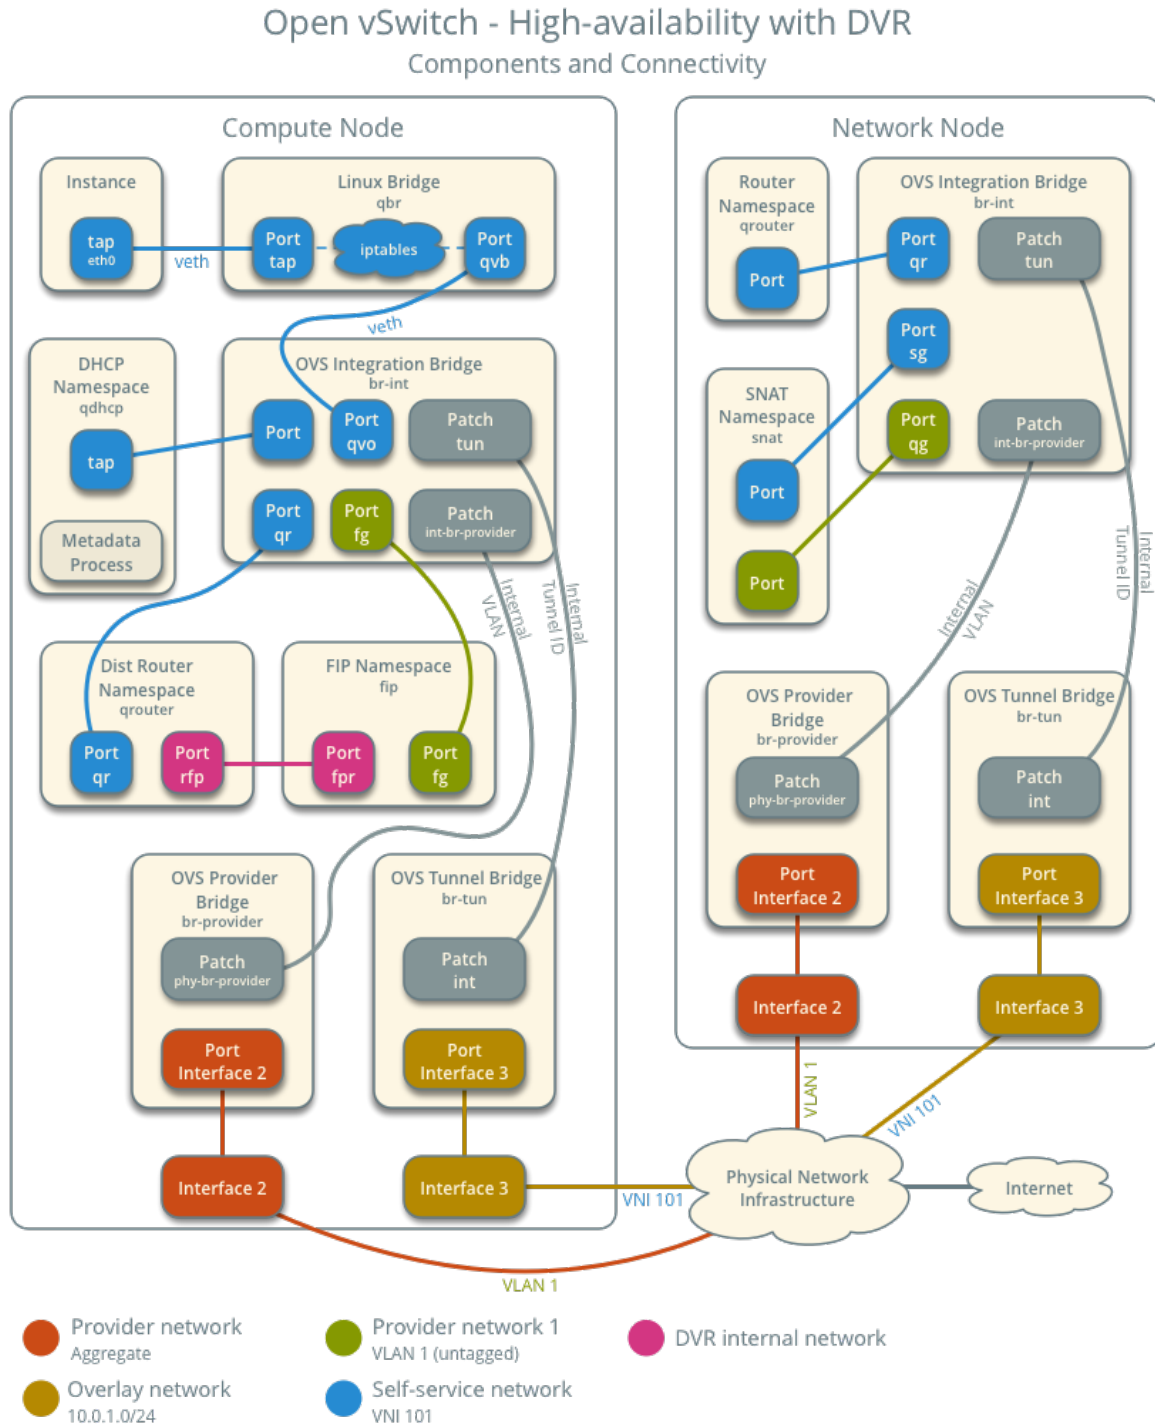 Open vSwitch - High-availability with DVR
Components and Connectivity
Compute Node
Instance
tap
eth0
veth
Linux Bridge
qbr
Port
tap
iptables
Port
qvb
veth
DHCP
Namespace
qdhcp
tap
Metadata
Process
OVS Integration Bridge
br-int
Port
Port
qvo
Patch
tun
Port
qr
Port
fg
Patch
int-br-provider
Internal
VLAN
Internal
Tunnel ID
Dist Router
Namespace
qrouter
Port
qr
Port
rfp
FIP Namespace
fip
Port
fpr
Port
fg
OVS Provider
Bridge
br-provider
Patch
phy-br-provider
Port
Interface 2
Interface 2
OVS Tunnel Bridge
br-tun
Patch
int
Port
Interface 3
Interface 3
Network Node
Router
Namespace
qrouter
Port
OVS Integration Bridge
br-int
Port
qr
Patch
tun
Port
sg
Port
qg
Patch
int-br-provider
SNAT
Namespace
snat
Port
Port
Internal
VLAN
Internal
Tunnel ID
OVS Provider
Bridge
br-provider
Patch
phy-br-provider
Port
Interface 2
Interface 2
OVS Tunnel Bridge
br-tun
Patch
int
Port
Interface 3
Interface 3
VLAN 1
VNI 101
VNI 101
VLAN 1
Physical Network
Infrastructure
Internet
Provider network
Aggregate
Provider network 1
VLAN 1 (untagged)
DVR internal network
Overlay network
10.0.1.0/24
Self-service network
VNI 101